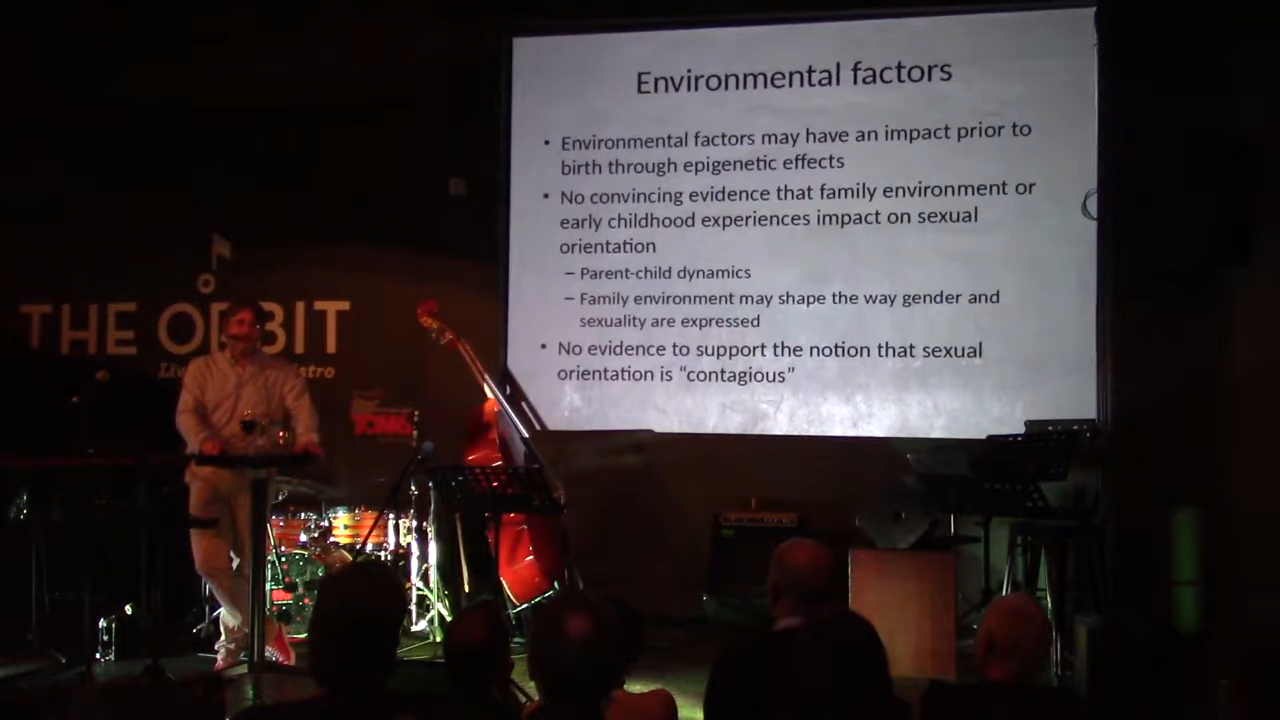 Environmental factors
• Environmental factors may have an impact prior to
birth through epigenetic effects
• No convincing evidence that family environment or
early childhood experiences impact on sexual
orientation
– Parent-child dynamics
– Family environment may shape the way gender and
sexuality are expressed
• No evidence to support the notion that sexual
orientation is “contagious”
THE ORBIT